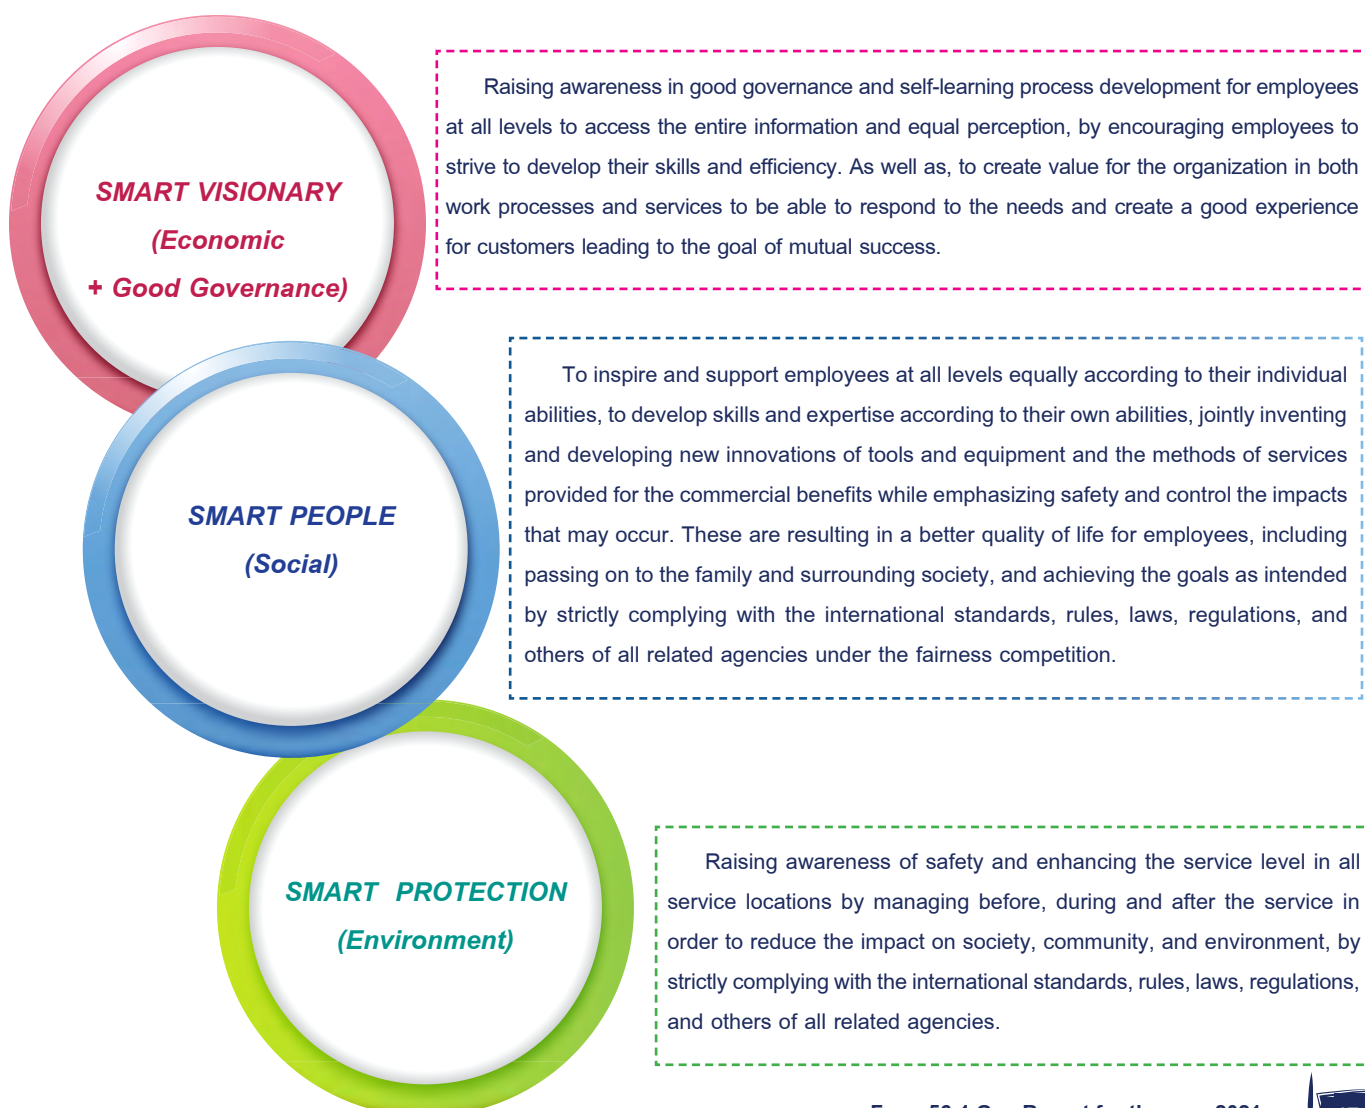 SMART VISIONARY
(Economic
+ Good Governance)
Raising awareness in good governance and self-learning process development for employees
at all levels to access the entire information and equal perception, by encouraging employees to
strive to develop their skills and efficiency. As well as, to create value for the organization in both
work processes and services to be able to respond to the needs and create a good experience
for customers leading to the goal of mutual success.
SMART PEOPLE
(Social)
To inspire and support employees at all levels equally according to their individual
abilities, to develop skills and expertise according to their own abilities, jointly inventing
and developing new innovations of tools and equipment and the methods of services
provided for the commercial benefits while emphasizing safety and control the impacts
that may occur. These are resulting in a better quality of life for employees, including
passing on to the family and surrounding society, and achieving the goals as intended
by strictly complying with the international standards, rules, laws, regulations, and
others of all related agencies under the fairness competition.
SMART PROTECTION
(Environment)
Raising awareness of safety and enhancing the service level in all
service locations by managing before, during and after the service in
order to reduce the impact on society, community, and environment, by
strictly complying with the international standards, rules, laws, regulations,
and others of all related agencies.